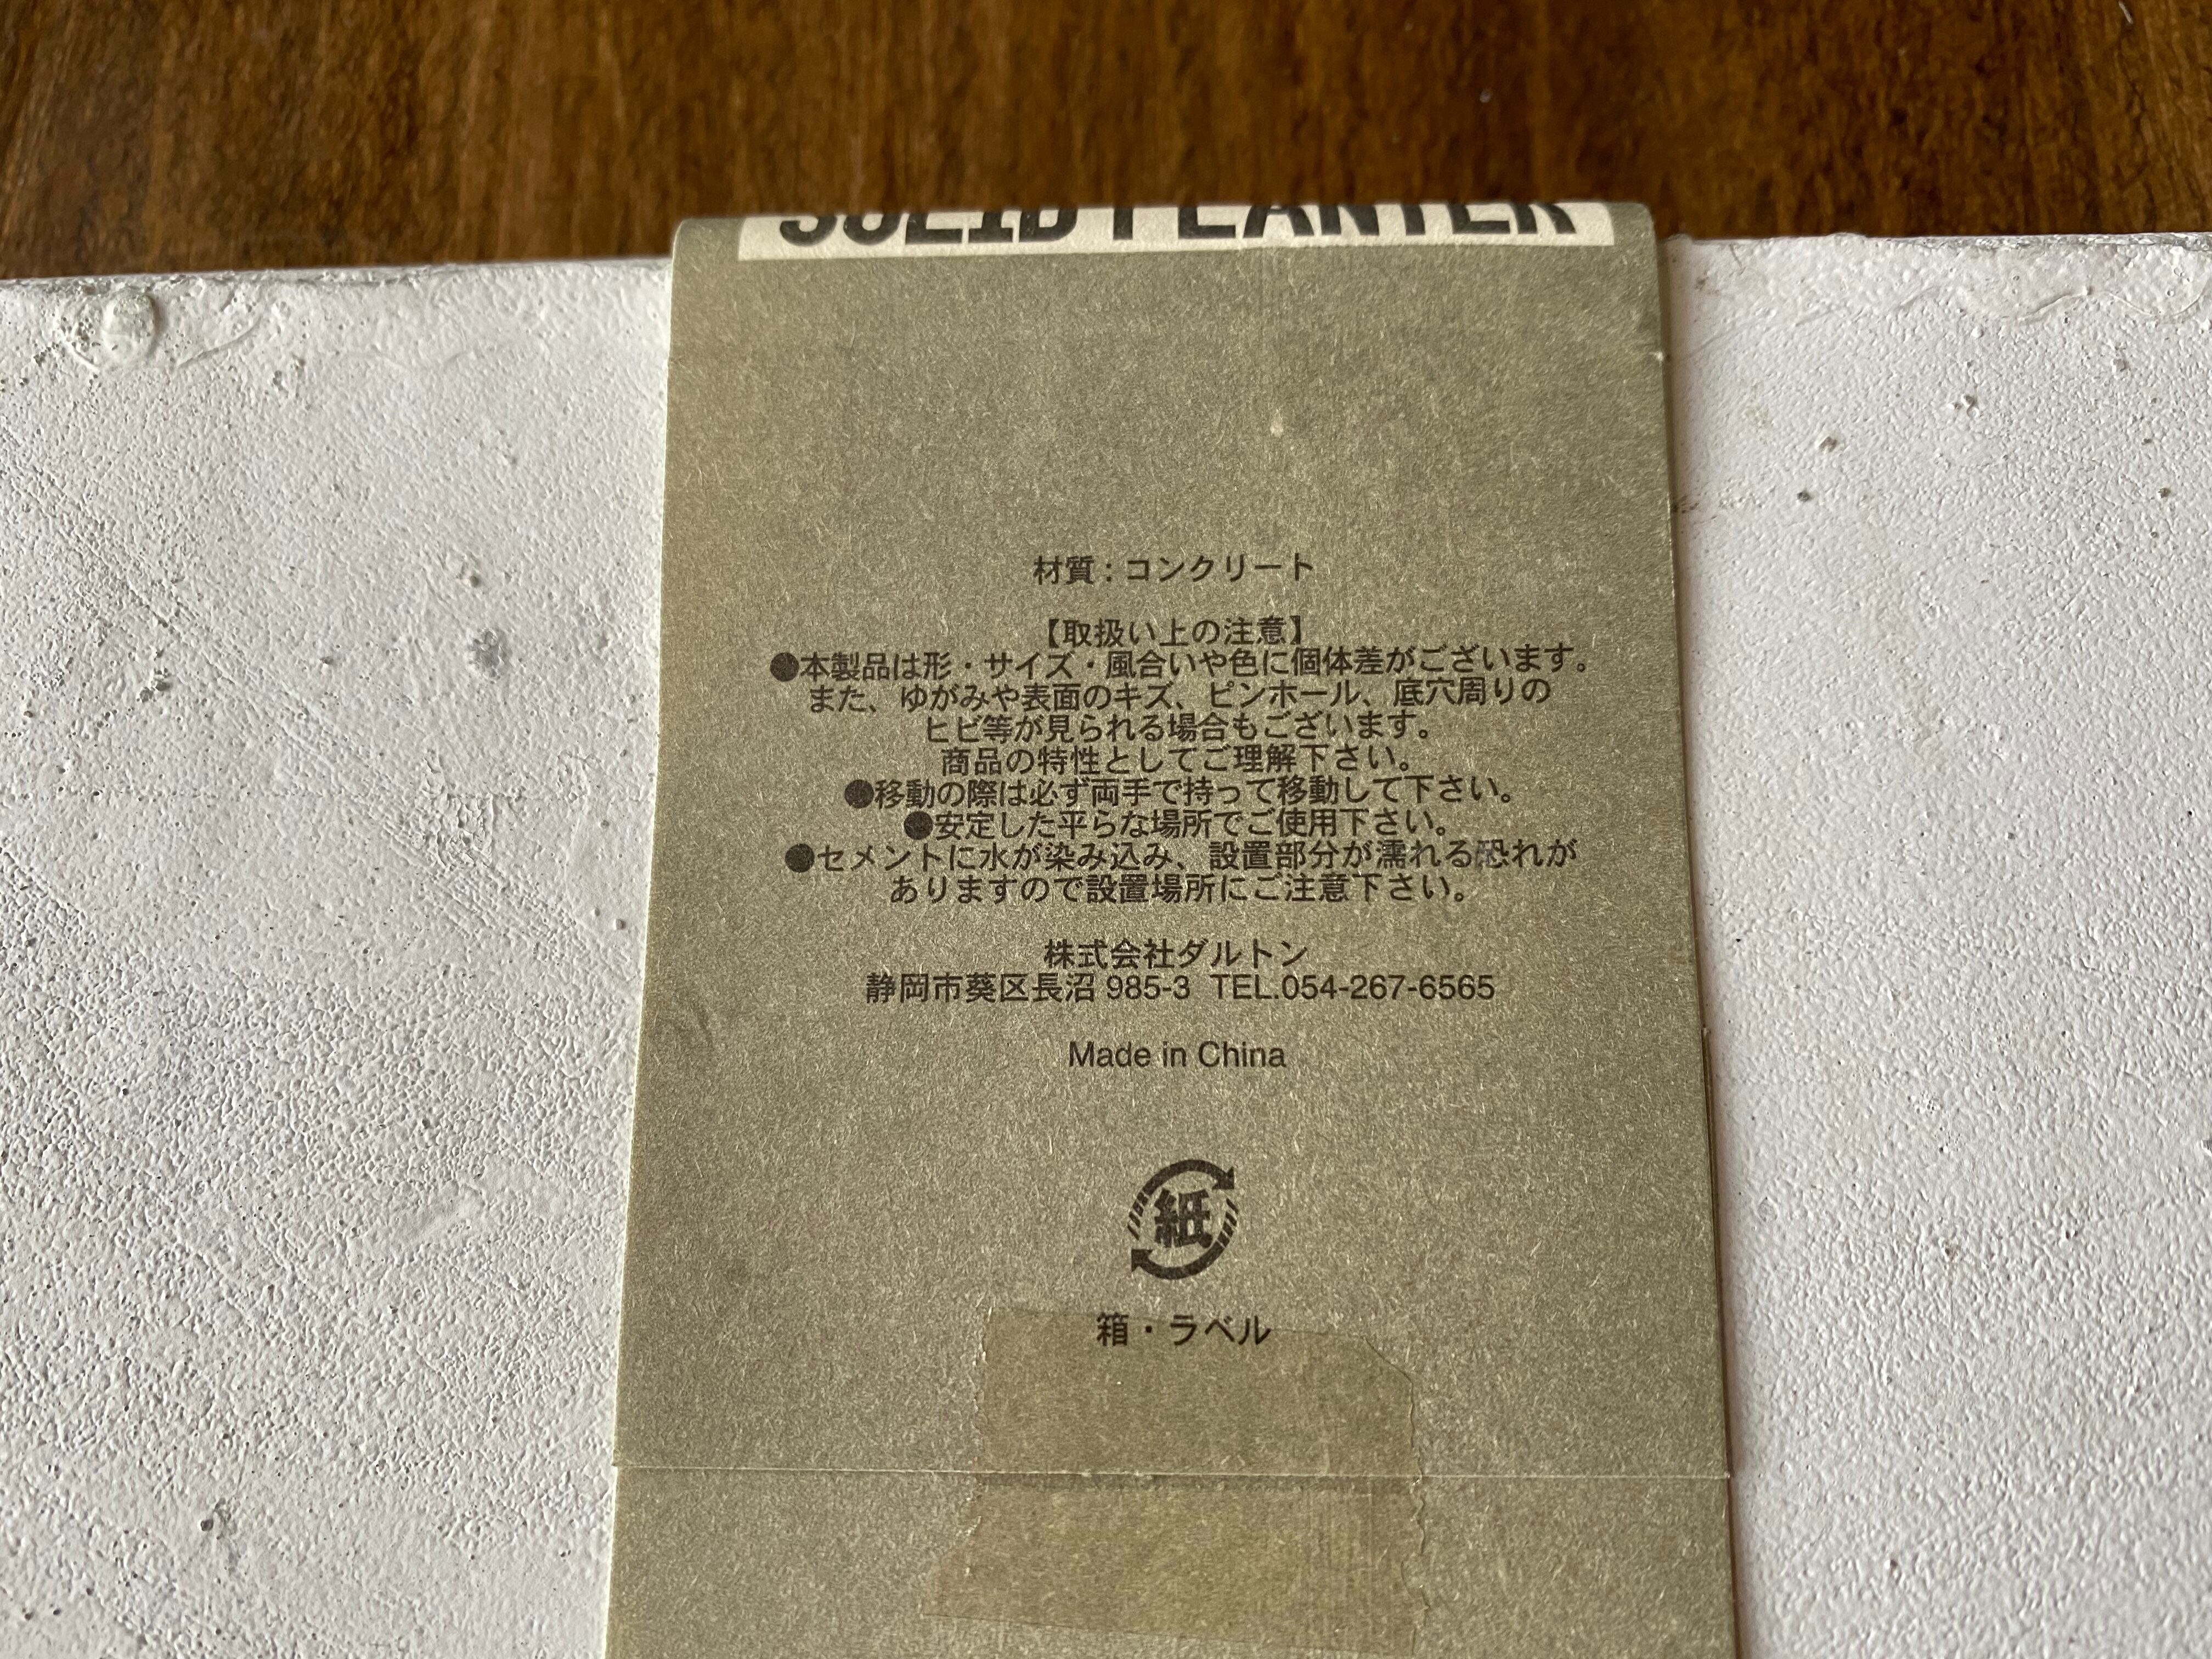 SOLID PLANTER
材質 : コンクリート
【取扱い上の注意】
●本製品は形・サイズ・風合いや色に個体差がございます。
また、ゆがみや表面のキズ、ピンホール、底穴周りの
ヒビ等が見られる場合もございます。
商品の特性としてご理解下さい。
●移動の際は必ず両手で持って移動して下さい。
●安定した平らな場所でご使用下さい。
●セメントに水が染み込み、設置部分が濡れる恐れが
ありますので設置場所にご注意下さい。
株式会社ダルトン
静岡市葵区長沼 985-3 TEL.054-267-6565
Made in China
紙
箱・ラベル